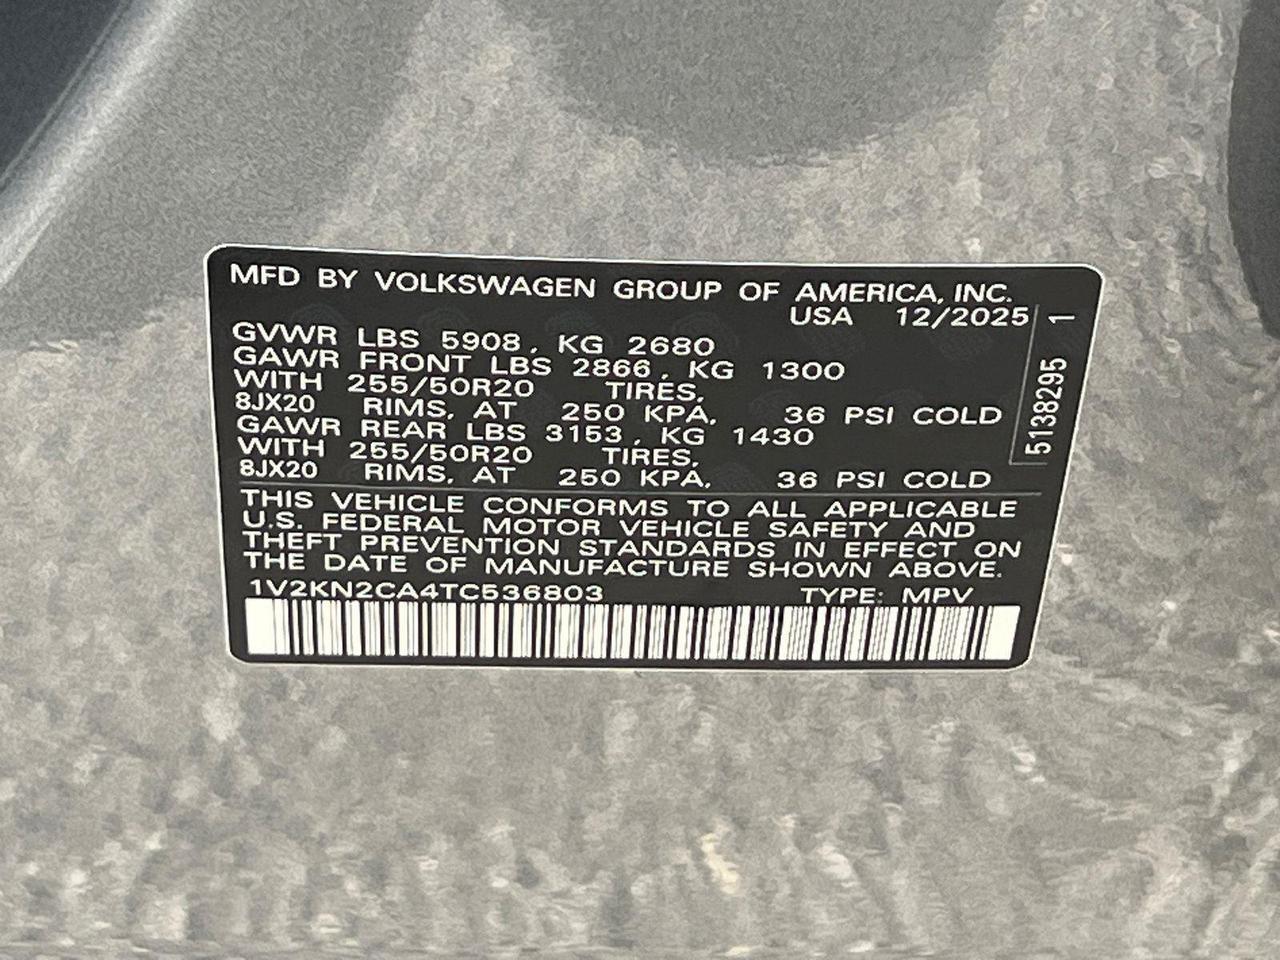 MFD BY VOLKSWAGEN GROUP OF AMERICA, INC.
USA 12/2025
GVWR LBS 5908, KG 2680
GAWR FRONT LBS 2866, KG 1300
WITH 255/50R20 TIRES,
8JX20 RIMS, AT 250 KPA, 36 PSI COLD
GAWR REAR LBS 3153, KG 1430
WITH 255/50R20 TIRES,
8JX20 RIMS, AT 250 KPA, 36 PSI COLD
5138295 1
THIS VEHICLE CONFORMS TO ALL APPLICABLE
U.S. FEDERAL MOTOR VEHICLE SAFETY AND
THEFT PREVENTION STANDARDS IN EFFECT ON
THE DATE OF MANUFACTURE SHOWN ABOVE.
1V2KN2CA4TC536803 TYPE: MPV